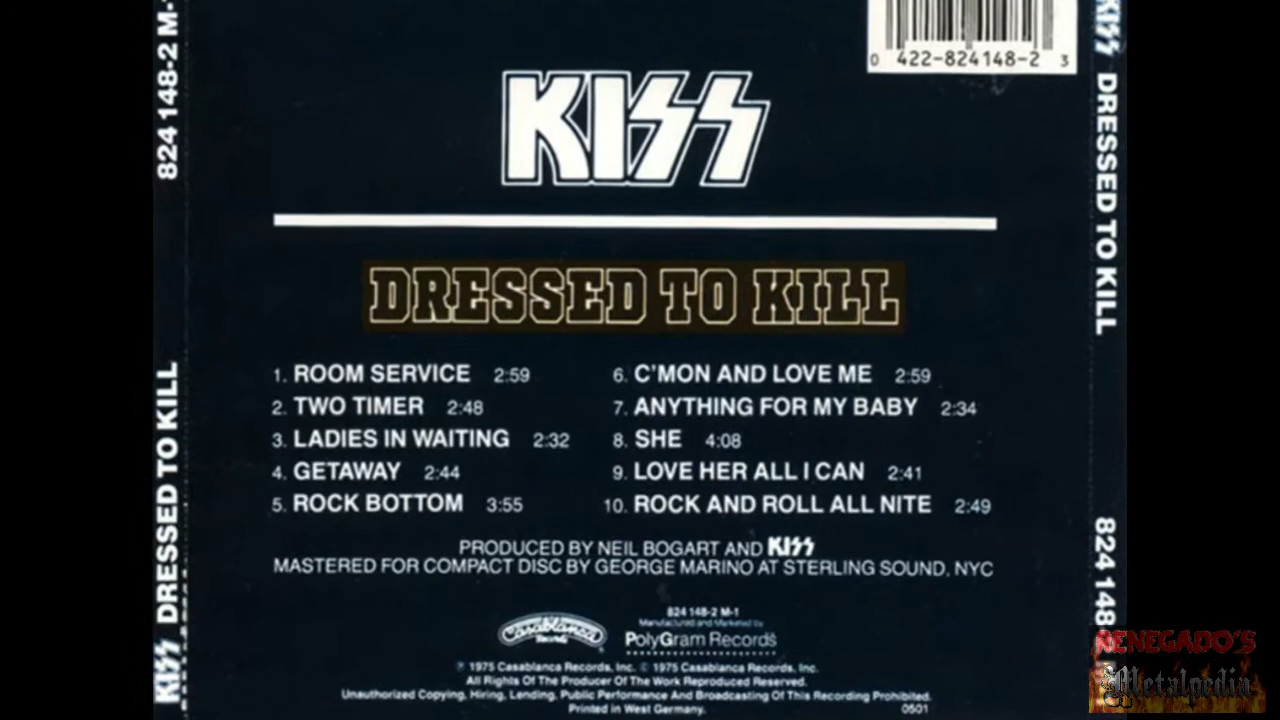 0 422-824148-2 3
KISS
DRESSED TO KILL
1. ROOM SERVICE 2:59
2. TWO TIMER 2:48
3. LADIES IN WAITING 2:32
4. GETAWAY 2:44
5. ROCK BOTTOM 3:55
6. C'MON AND LOVE ME 2:59
7. ANYTHING FOR MY BABY 2:34
8. SHE 4:08
9. LOVE HER ALL I CAN 2:41
10. ROCK AND ROLL ALL NITE 2:49
PRODUCED BY NEIL BOGART AND KISS
MASTERED FOR COMPACT DISC BY GEORGE MARINO AT STERLING SOUND, NYC
Casablanca
Records
824 148-2 M-1
Manufactured and Marketed by
PolyGram Records
℗ 1975 Casablanca Records, Inc. © 1975 Casablanca Records, Inc.
All Rights Of The Producer Of The Work Reproduced Reserved.
Unauthorized Copying, Hiring, Lending, Public Performance And Broadcasting Of This Recording Prohibited.
Printed in West Germany. 0501
KISS DRESSED TO KILL 824 148-2 M-
KISS DRESSED TO KILL 824 148-
RENEGADO'S
Metalpedia